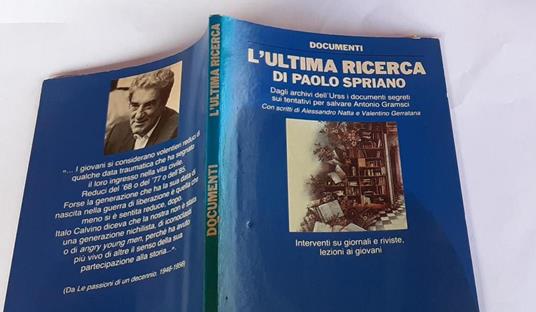 "... I giovani si considerano volentieri reduci di
qualche data traumatica che ha segnato
il loro ingresso nella vita civile.
Reduci del '68 o del '77 o dell'85.
Forse la generazione che ha la sua data di
nascita nella guerra di liberazione è quella che
meno si è sentita reduce, dopo.
Italo Calvino diceva che la nostra non è stata
una generazione nichilista, di iconoclasti
o di angry young men, perché ha avuto
più vivo di altre il senso della sua
partecipazione alla storia...".
(Da Le passioni di un decennio. 1946-1956)
DOCUMENTI
L'ULTIMA RICERCA
DOCUMENTI
L'ULTIMA RICERCA
DI PAOLO SPRIANO
Dagli archivi dell'Urss i documenti segreti
sui tentativi per salvare Antonio Gramsci
Con scritti di Alessandro Natta e Valentino Gerratana
Interventi su giornali e riviste,
lezioni ai giovani